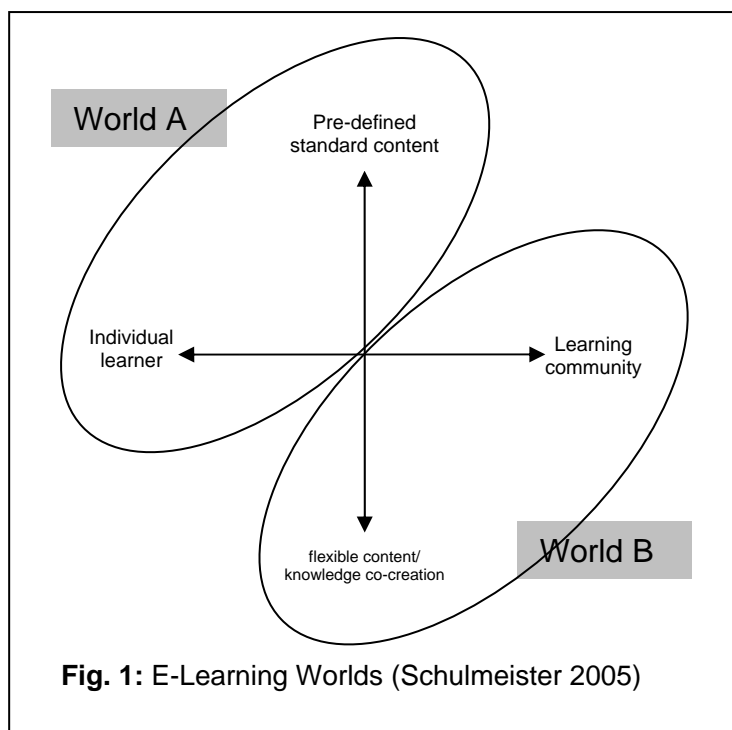 World A
Pre-defined
standard content
Individual
learner
Learning
community
flexible content/
knowledge co-creation
World B
Fig. 1: E-Learning Worlds (Schulmeister 2005)